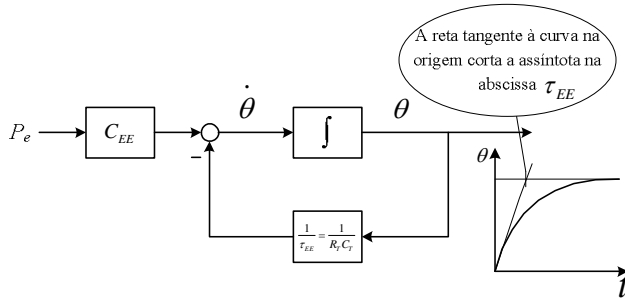 A reta tangente à curva na
origem corta a assíntota na
abscissa τ_EE
P_e
C_EE
−
θ̇
∫
θ
1/τ_EE = 1/R_T C_T
θ
t